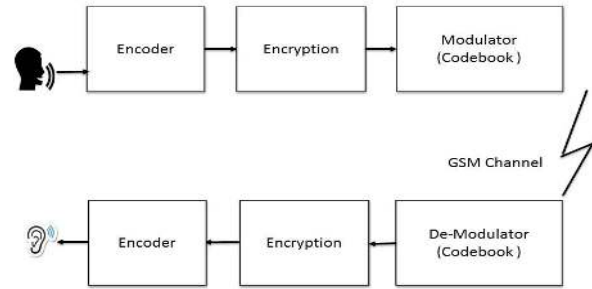 Encoder
Encryption
Modulator
(Codebook )
GSM Channel
Encoder
Encryption
De-Modulator
(Codebook )